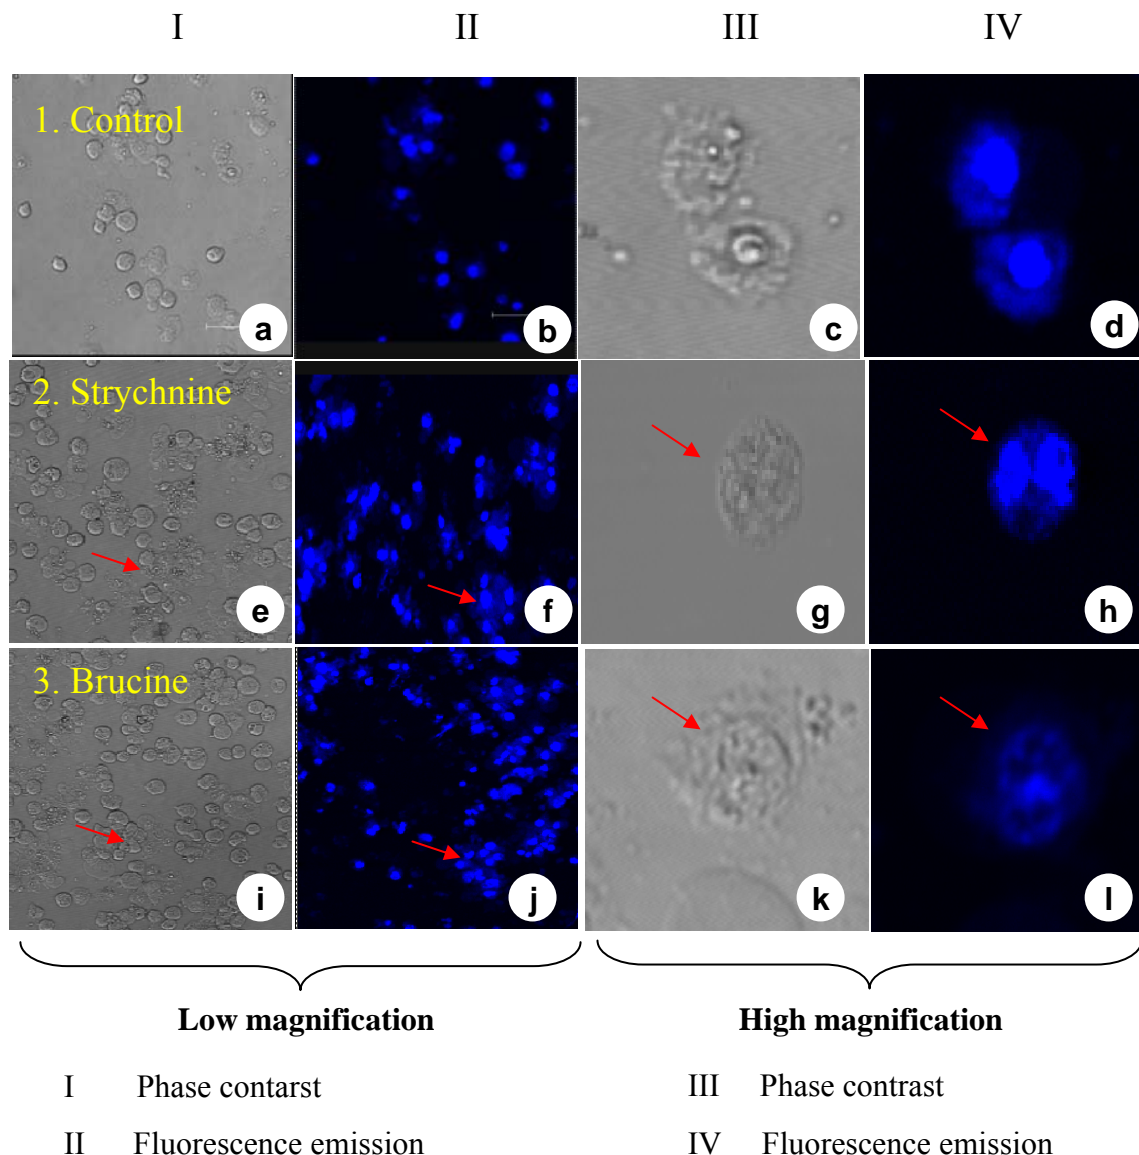 I II III IV
1. Control
a b c d
2. Strychnine
e f g h
3. Brucine
i j k l
Low magnification High magnification
I Phase contarst III Phase contrast
II Fluorescence emission IV Fluorescence emission